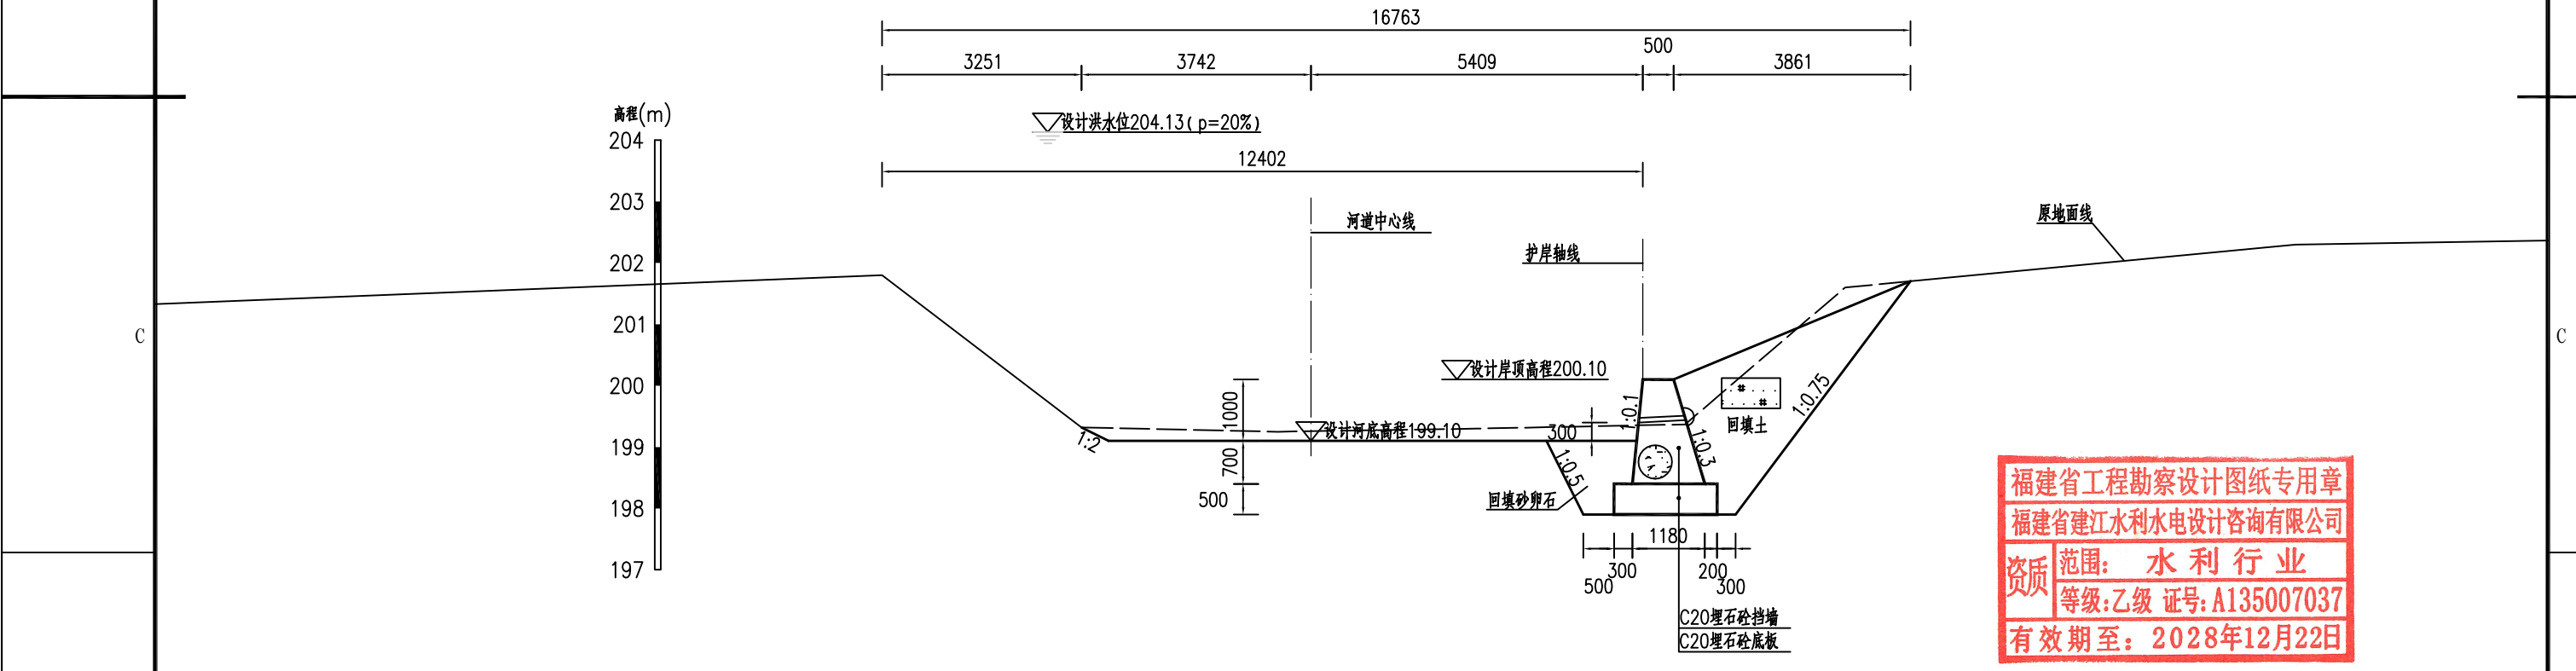 16763
500
3251
3742
5409
3861
高程(m)
204
203
202
201
200
199
198
197
设计洪水位204.13(p=20%)
12402
河道中心线
护岸轴线
原地面线
设计岸顶高程200.10
1000
700
500
设计河底高程199.10
300
1:2
1:0.1
1:0.3
1:0.5
1:0.75
回填土
回填砂卵石
1180
300
500
200
300
C20埋石砼挡墙
C20埋石砼底板
C
C
福建省工程勘察设计图纸专用章
福建省建江水利水电设计咨询有限公司
资质
范围: 水利行业
等级:乙级 证号:A135007037
有效期至: 2028年12月22日